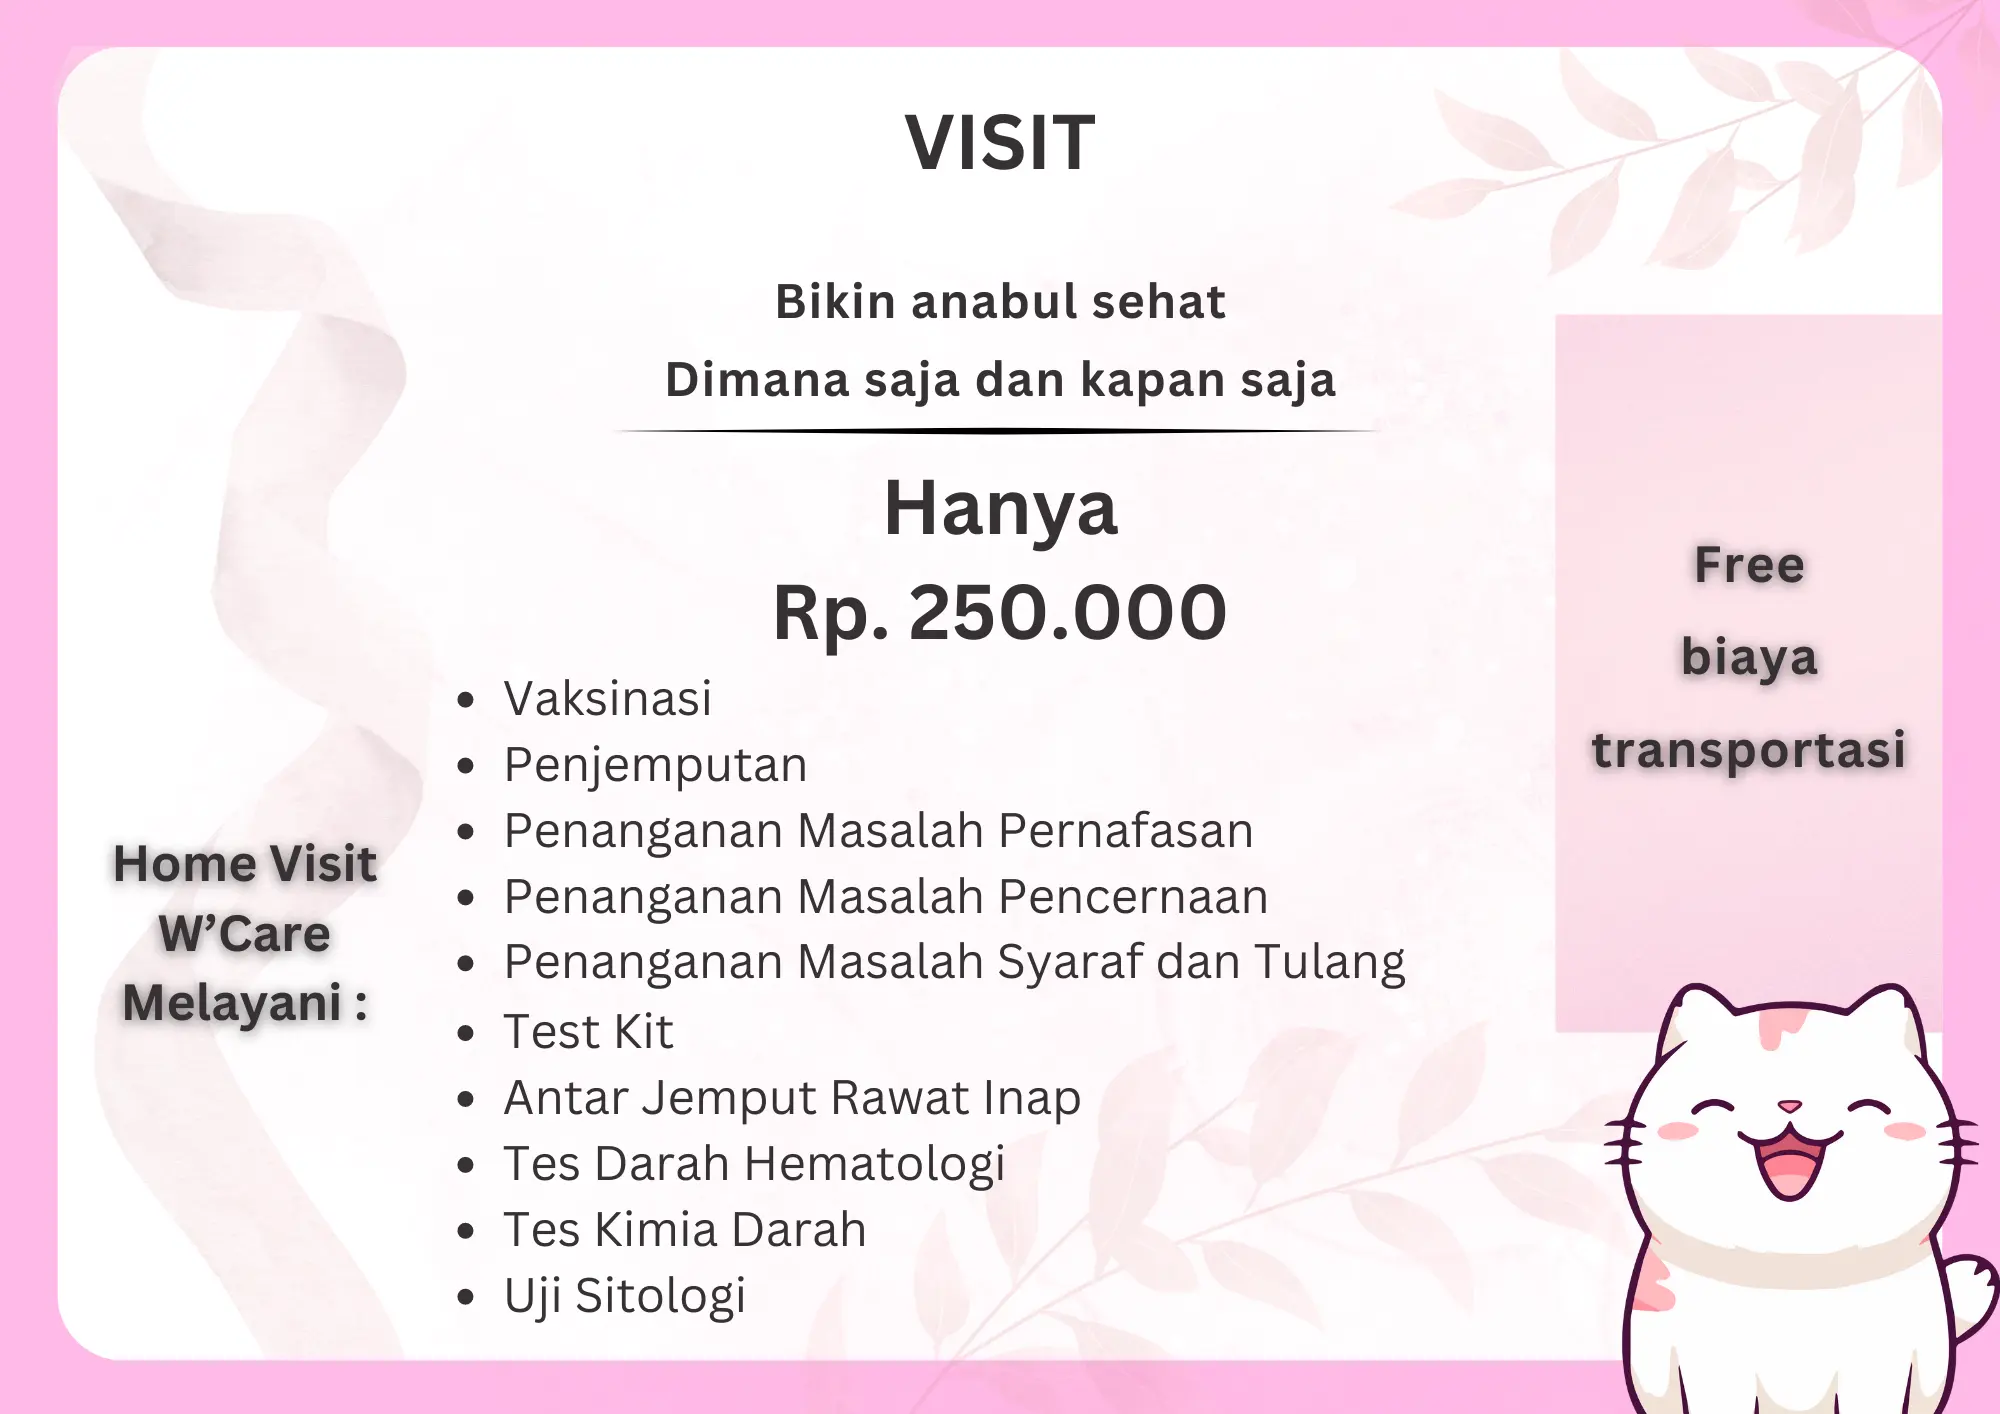 VISIT
Bikin anabul sehat
Dimana saja dan kapan saja
Hanya
Rp. 250.000
Free
biaya
transportasi
Home Visit
W’Care
Melayani :
• Vaksinasi
• Penjemputan
• Penanganan Masalah Pernafasan
• Penanganan Masalah Pencernaan
• Penanganan Masalah Syaraf dan Tulang
• Test Kit
• Antar Jemput Rawat Inap
• Tes Darah Hematologi
• Tes Kimia Darah
• Uji Sitologi